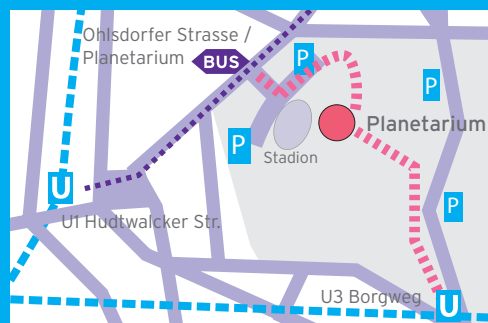 Ohlsdorfer Strasse /
Planetarium
BUS
P
P
P
Planetarium
Stadion
U
P
U1 Hudtwalcker Str.
U3 Borgweg
U